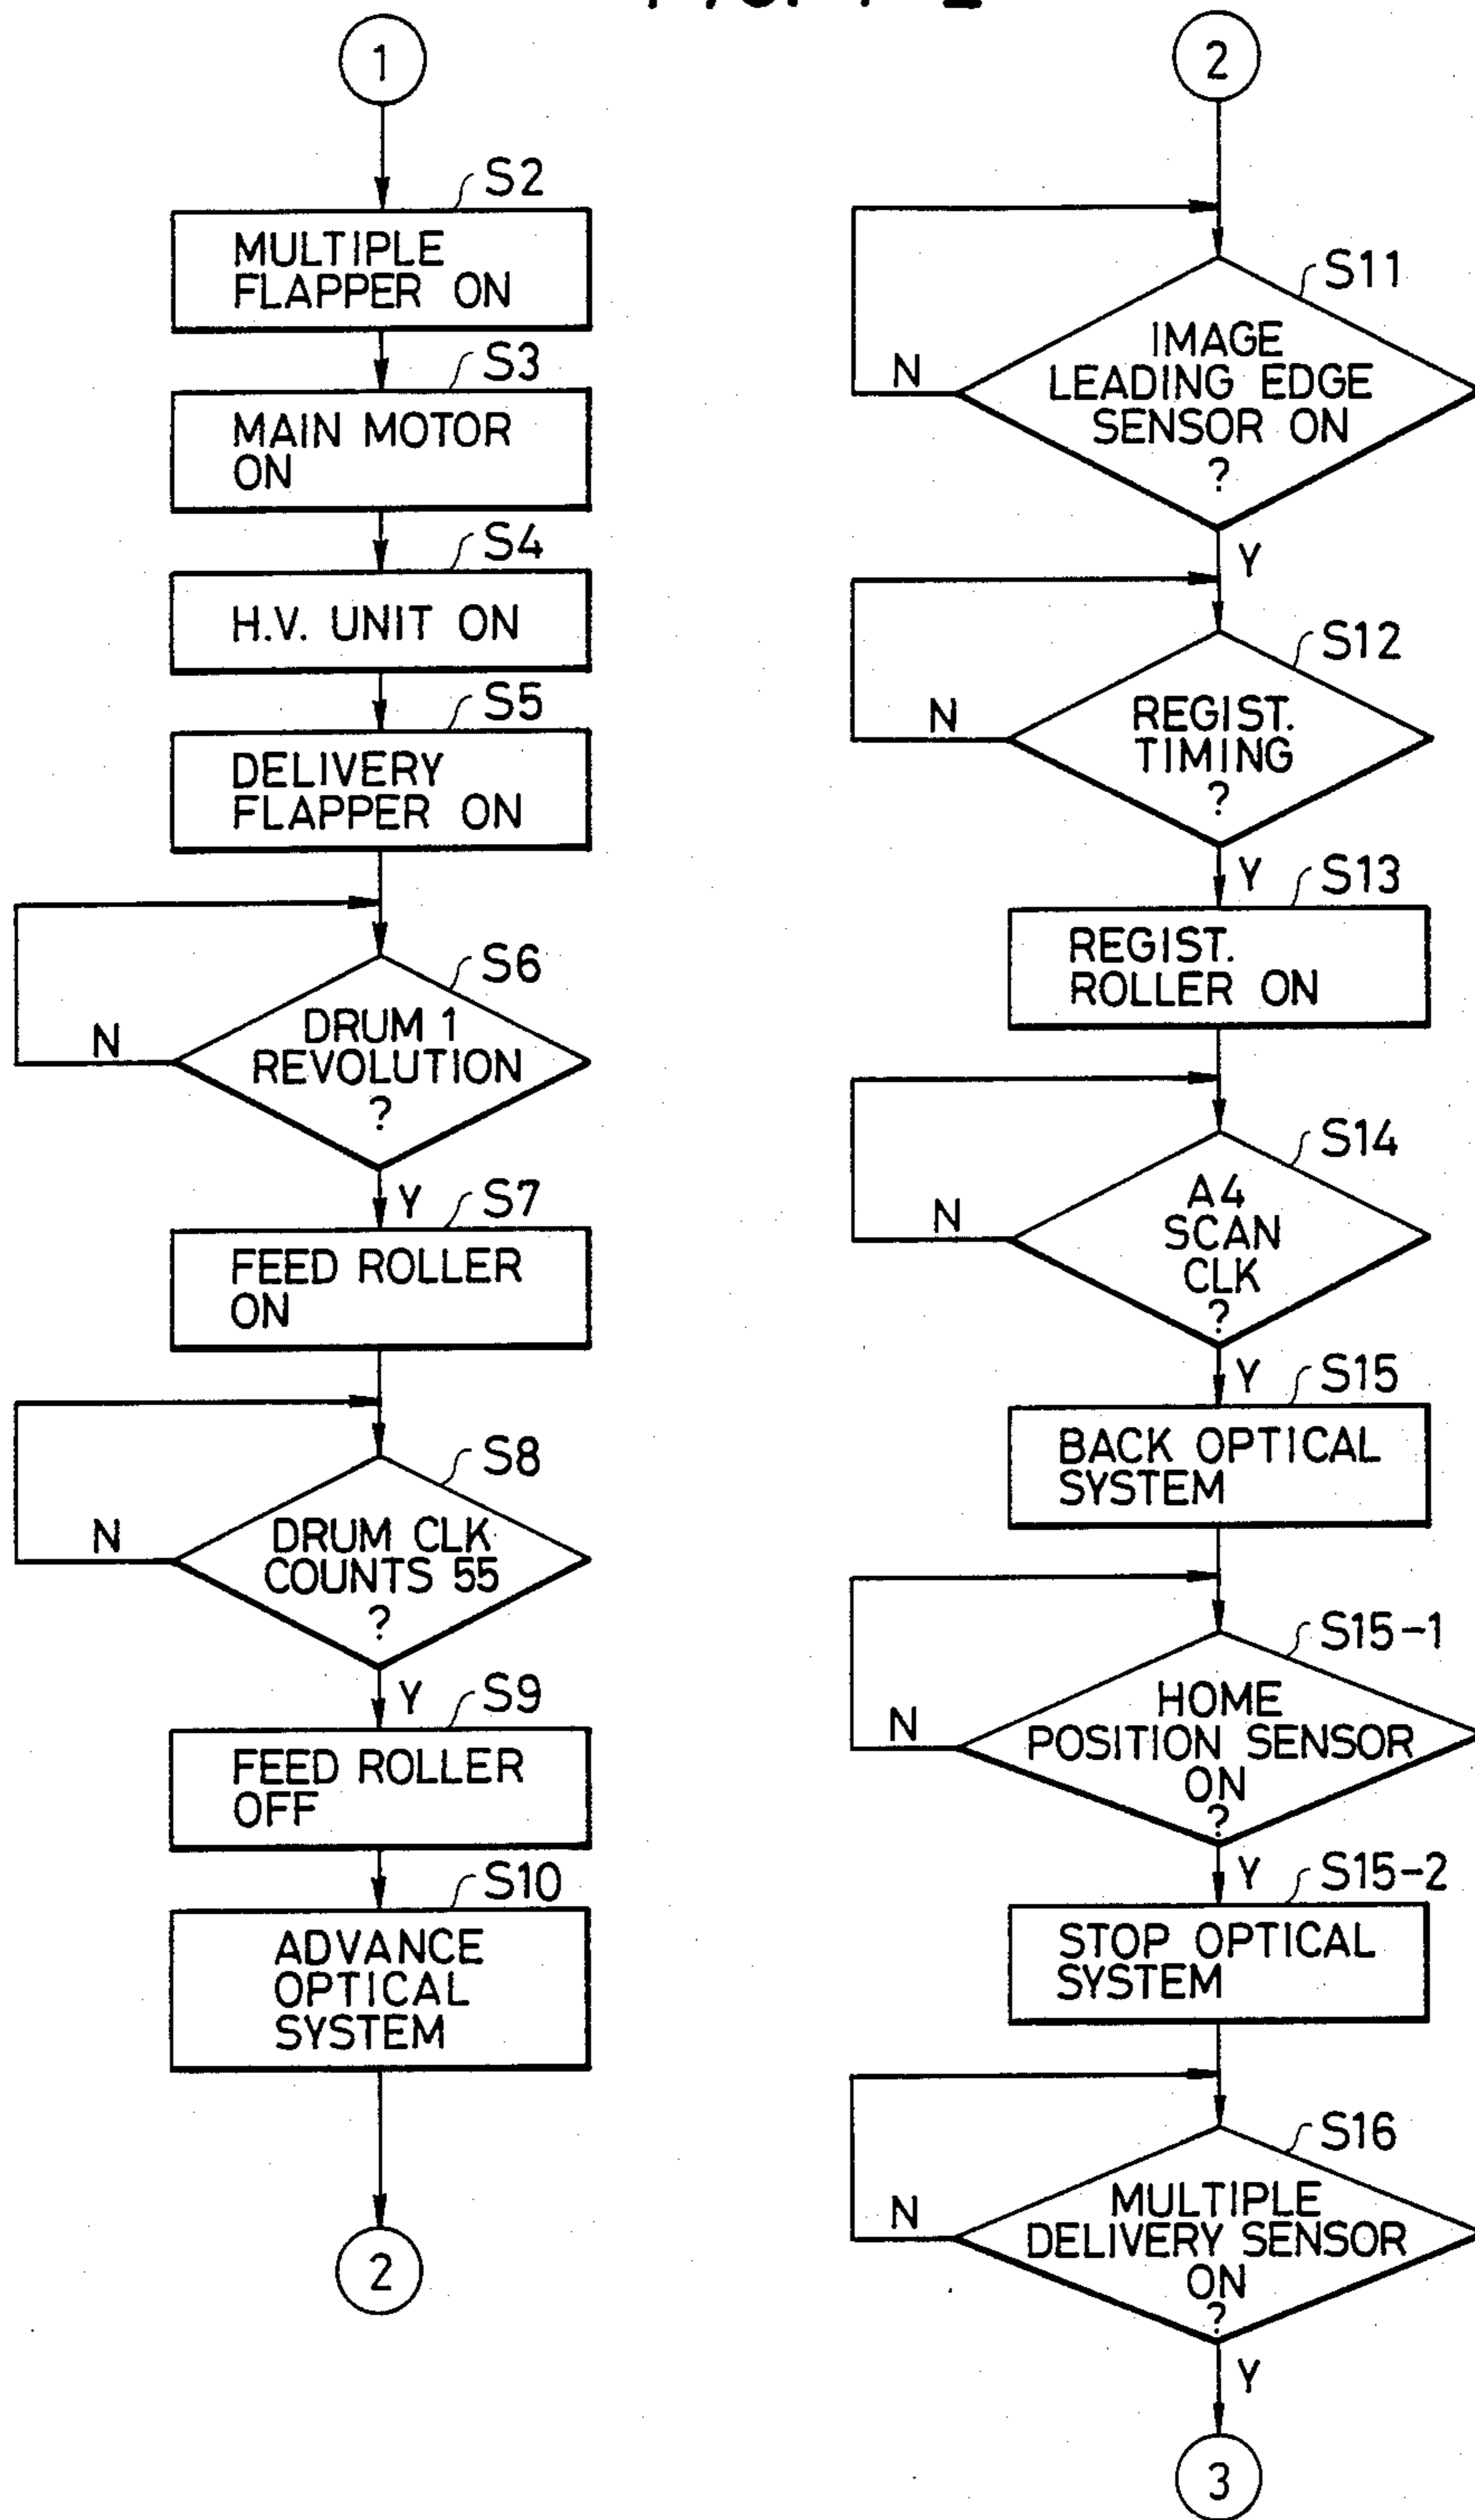 1
S2
MULTIPLE
FLAPPER ON
S3
MAIN MOTOR
ON
S4
H.V. UNIT ON
S5
DELIVERY
FLAPPER ON
S6
DRUM 1
REVOLUTION
?
N
Y
S7
FEED ROLLER
ON
S8
DRUM CLK
COUNTS 55
?
N
Y
S9
FEED ROLLER
OFF
S10
ADVANCE
OPTICAL
SYSTEM
2
2
S11
IMAGE
LEADING EDGE
SENSOR ON
?
N
Y
S12
REGIST.
TIMING
?
N
Y
S13
REGIST.
ROLLER ON
S14
A4
SCAN
CLK
?
N
Y
S15
BACK OPTICAL
SYSTEM
S15-1
HOME
POSITION SENSOR
ON
?
N
Y
S15-2
STOP OPTICAL
SYSTEM
S16
MULTIPLE
DELIVERY SENSOR
ON
?
N
Y
3